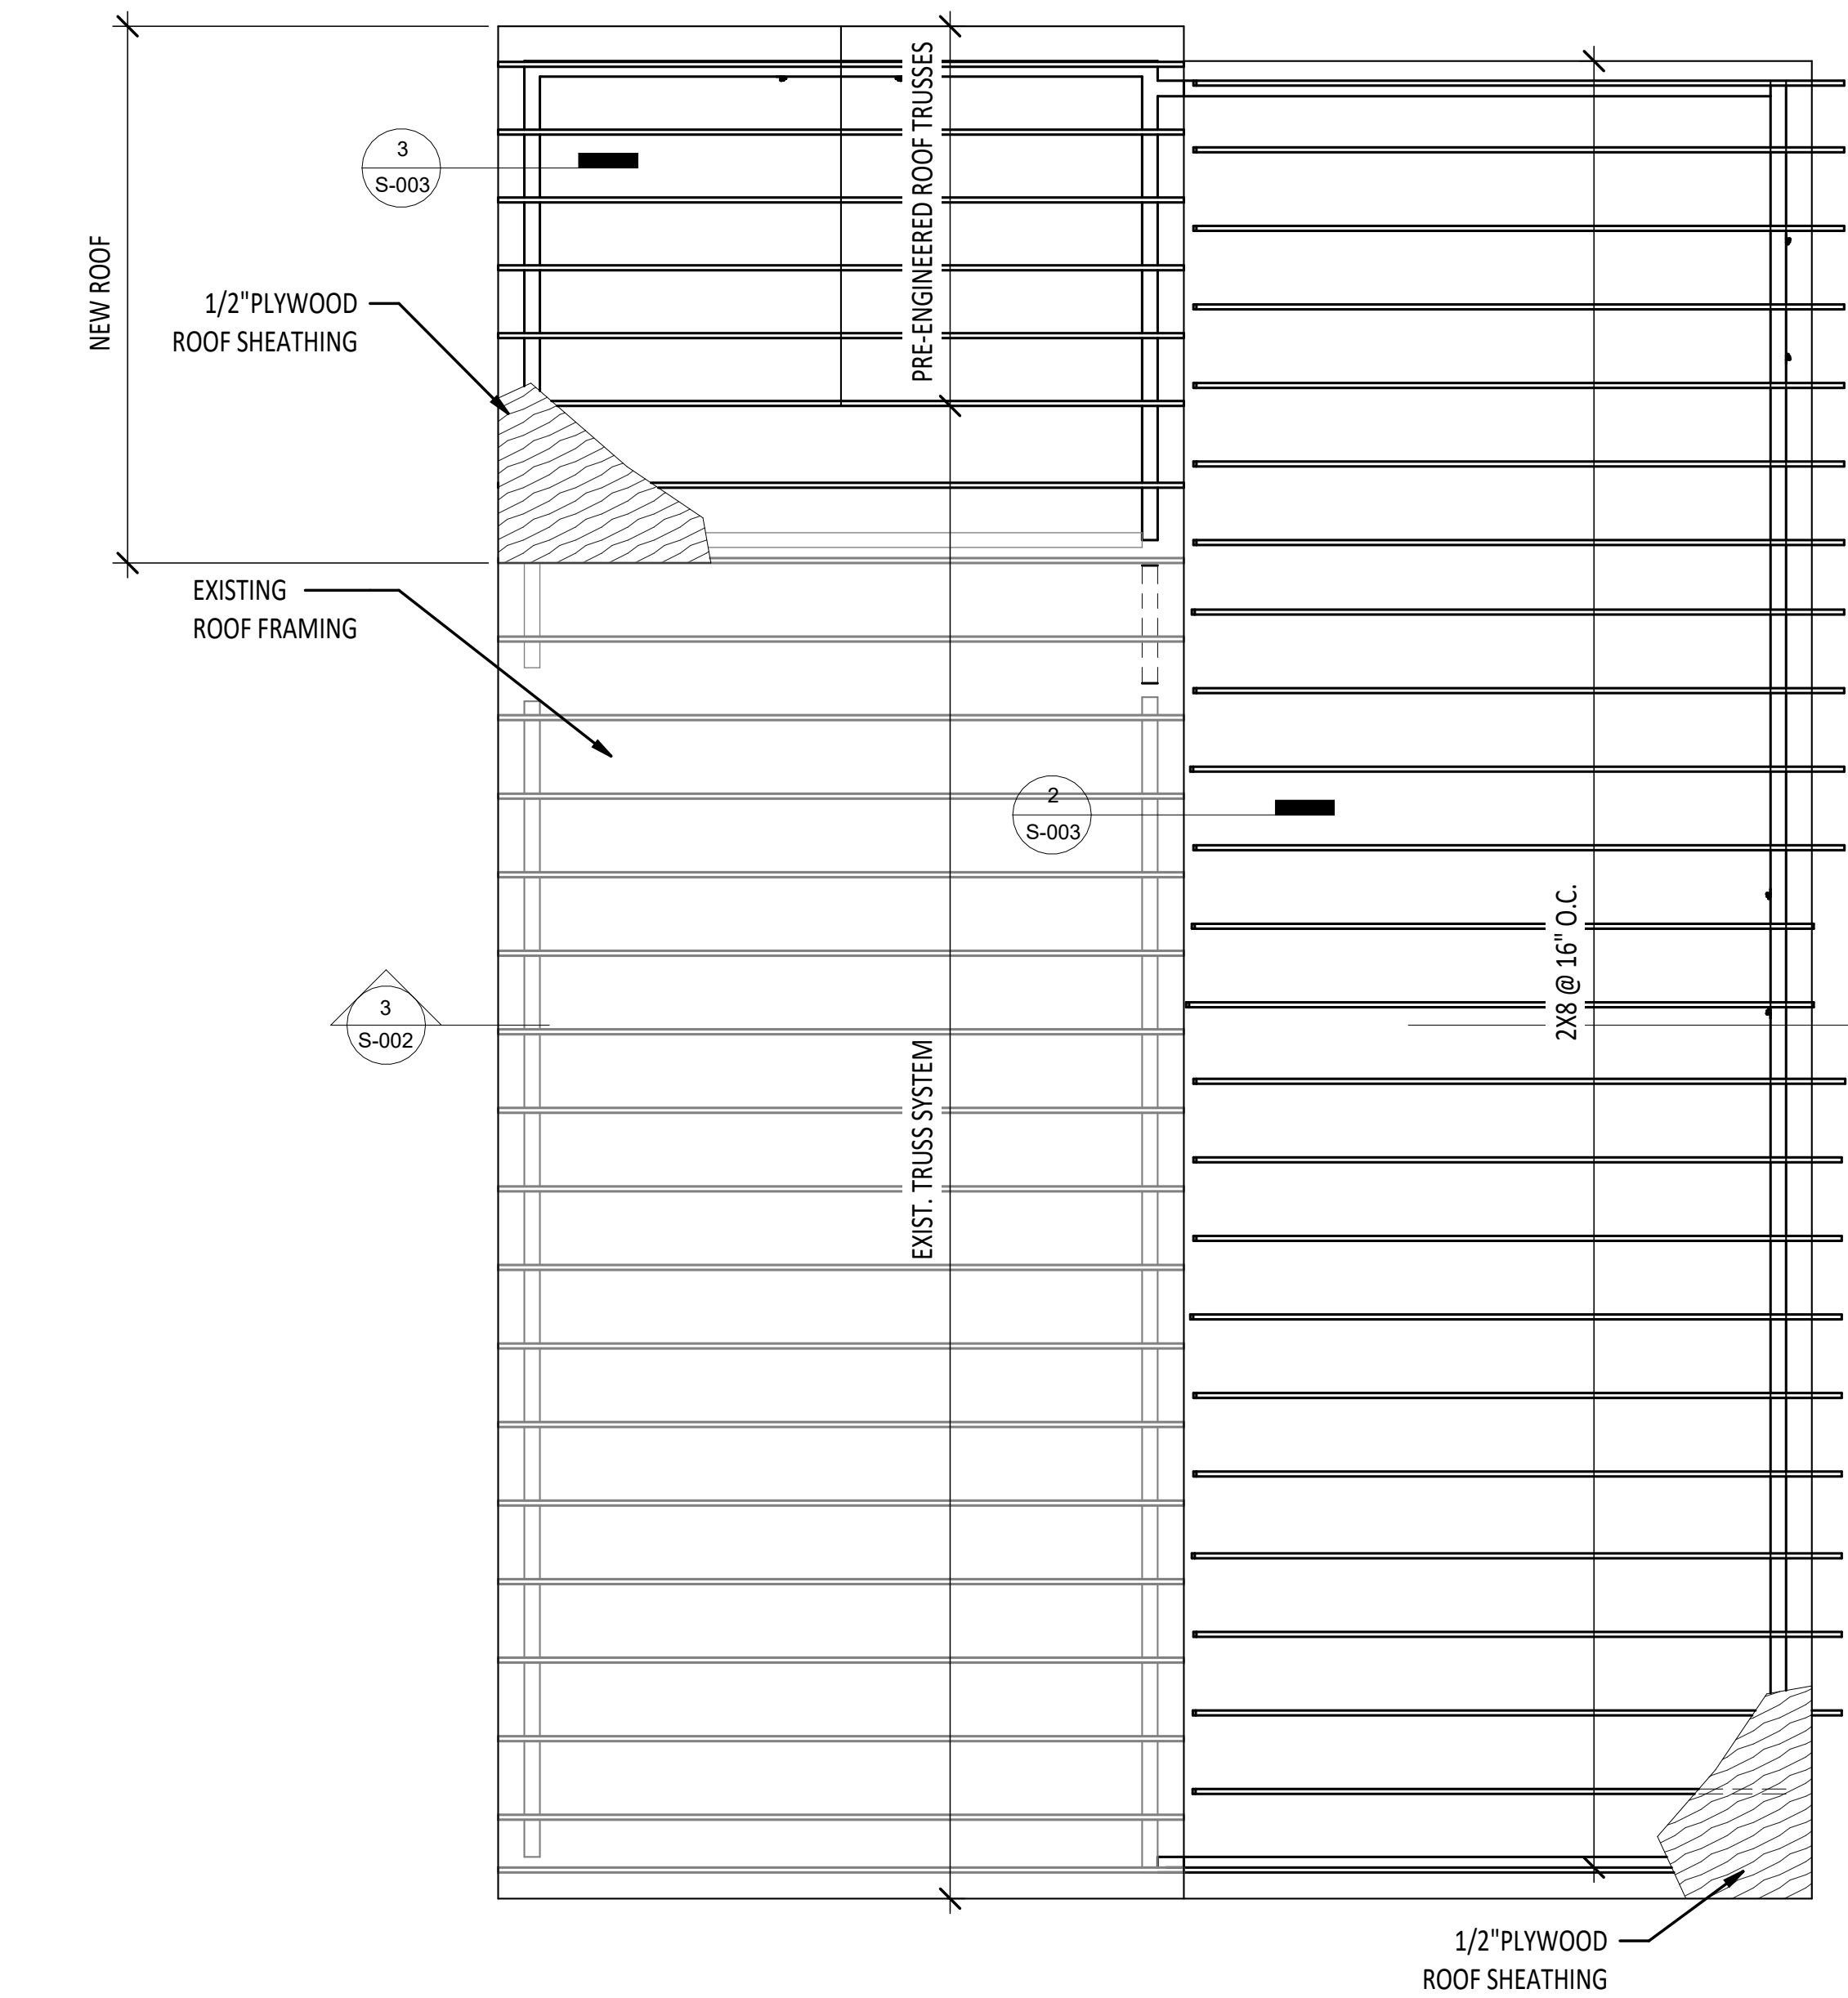 PRE-ENGINEERED ROOF TRUSSES
3
S-003
NEW ROOF
1/2"PLYWOOD
ROOF SHEATHING
EXISTING
ROOF FRAMING
2
S-003
2X8 @ 16" O.C.
3
S-002
EXIST. TRUSS SYSTEM
1/2"PLYWOOD
ROOF SHEATHING